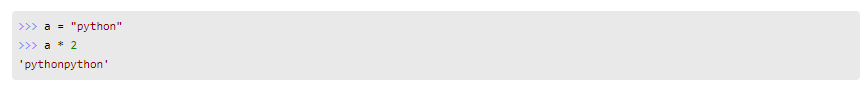 >>> a = "python"
>>> a * 2
'pythonpython'